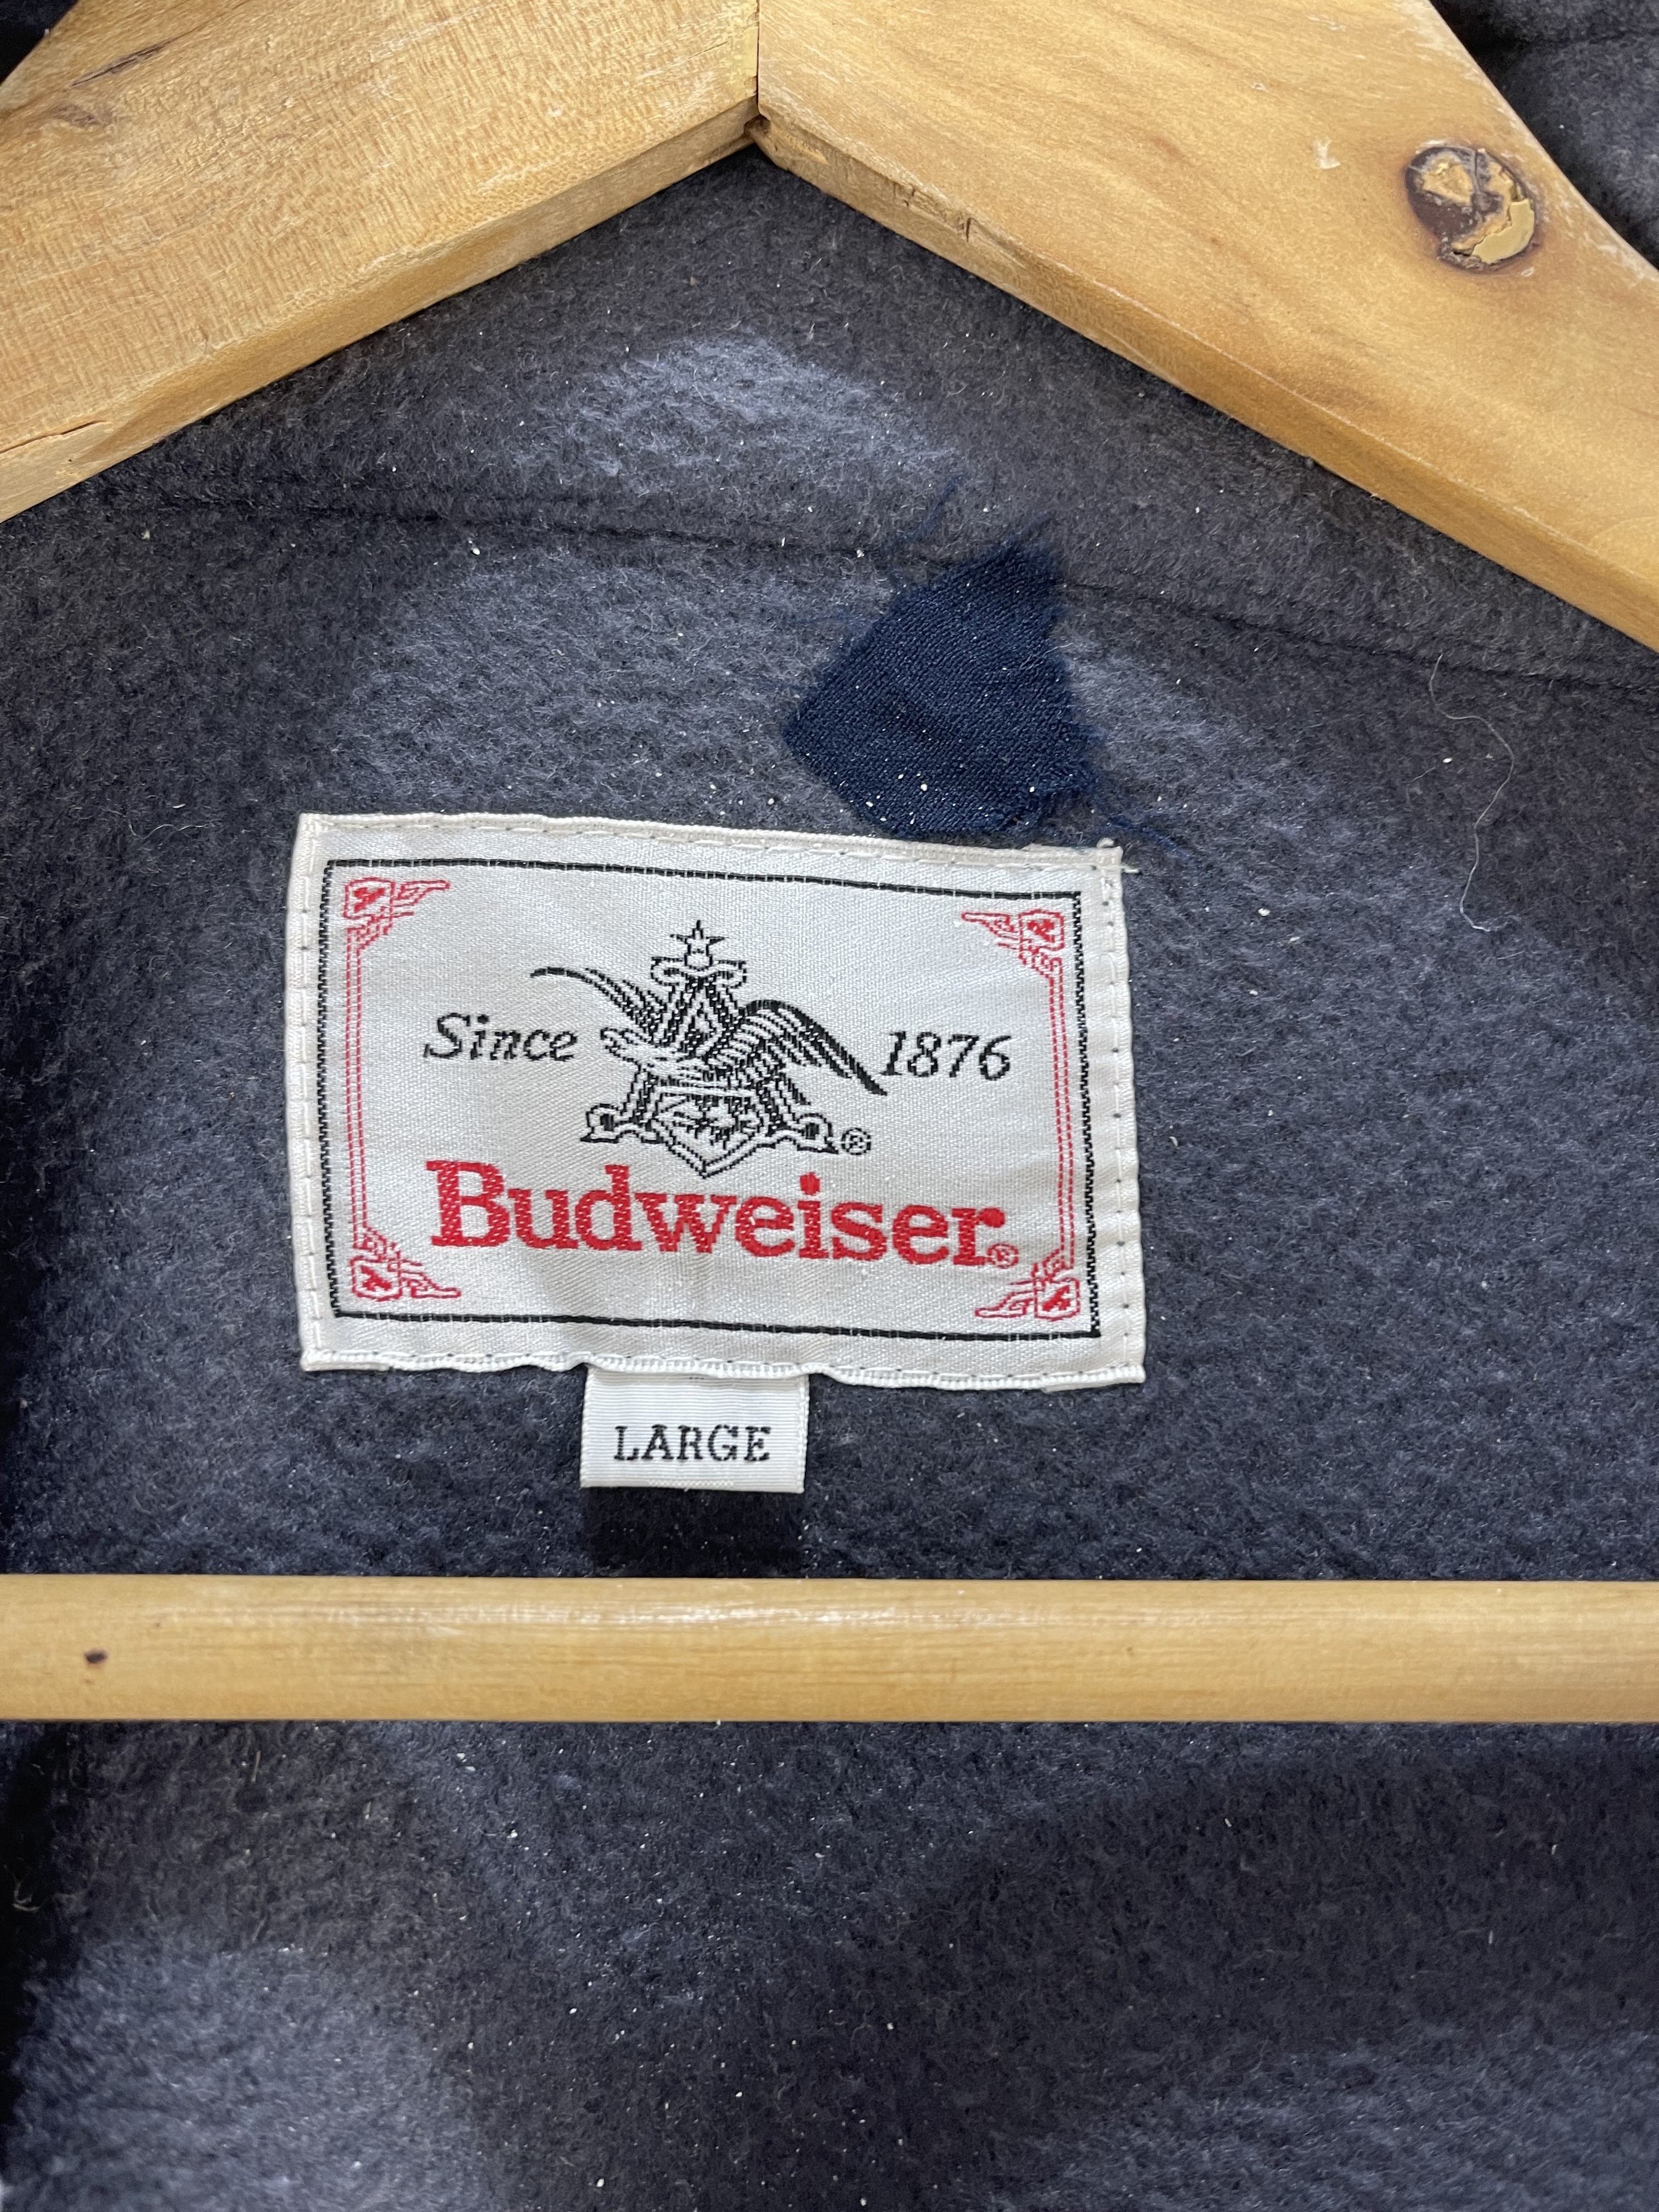 Since 1876
®
Budweiser®
LARGE